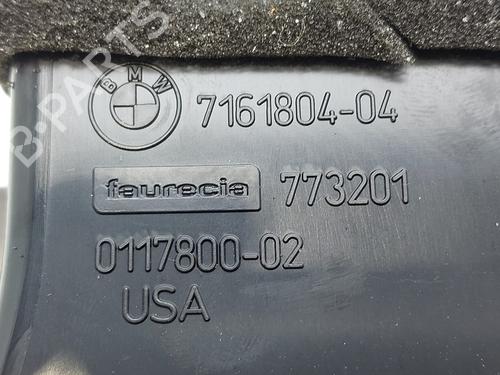 BMW 7161804-04
faurecia 773201
0117800-02
USA
B-PARTS